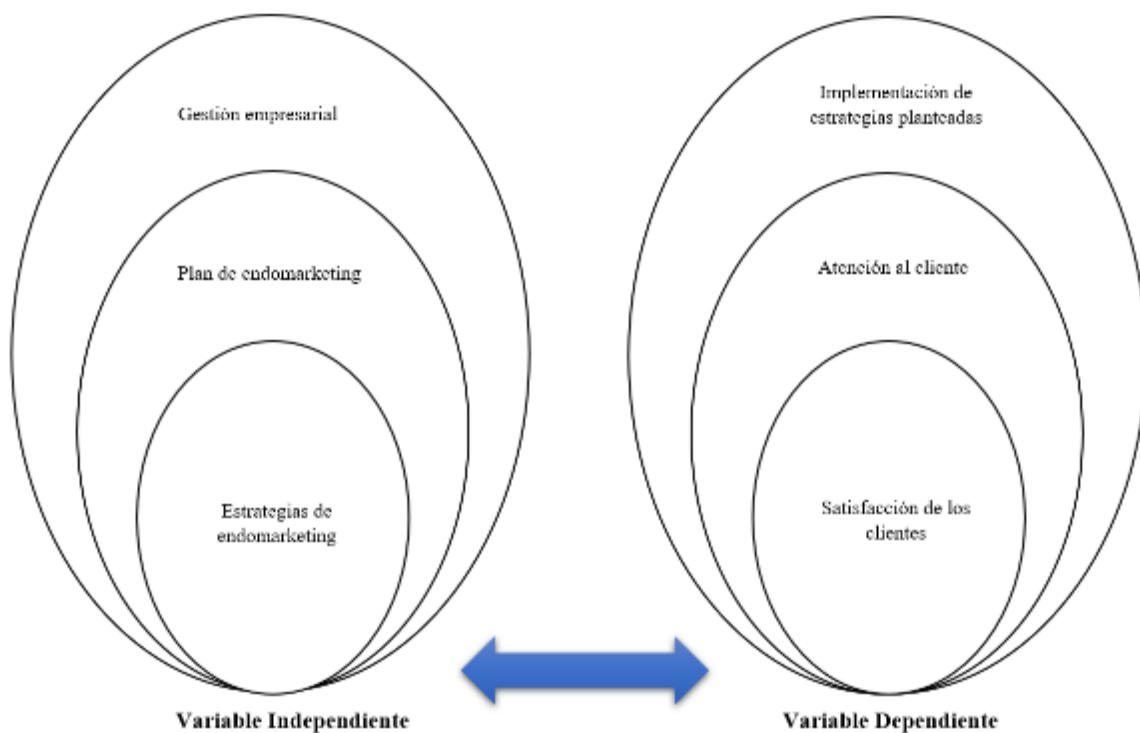 Gestión empresarial
Plan de endomarketing
Estrategias de
endomarketing
Variable Independiente
Implementación de
estrategias planteadas
Atención al cliente
Satisfacción de los
clientes
Variable Dependiente